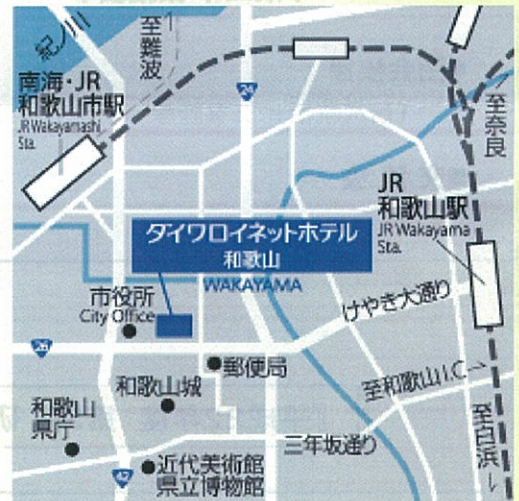 紀ノ川
至難波
南海・JR
和歌山市駅
JR Wakayamashi
Sta.
24
至奈良
JR
和歌山駅
JR Wakayama
Sta.
ダイワロイネットホテル
和歌山
WAKAYAMA
市役所
City Office
けやき大通り
26
郵便局
和歌山城
至和歌山I.C→
和歌山
県庁
三年坂通り
至白浜→
42
近代美術館
県立博物館